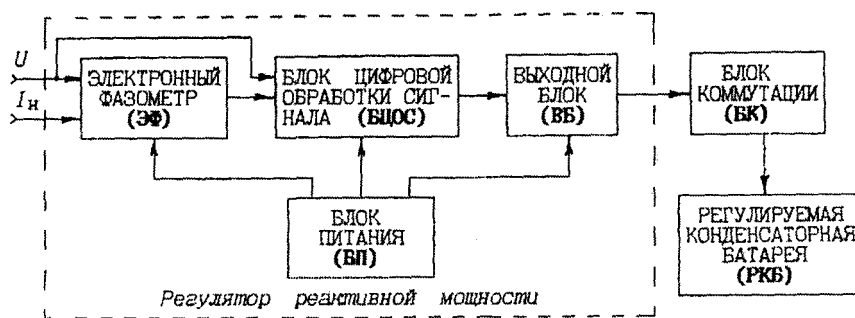 U
Iн
ЭЛЕКТРОННЫЙ
ФАЗОМЕТР
(ЭФ)
БЛОК ЦИФРОВОЙ
ОБРАБОТКИ СИГ-
НАЛА (БЦОС)
ВЫХОДНОЙ
БЛОК
(ВБ)
БЛОК
КОММУТАЦИИ
(БК)
БЛОК
ПИТАНИЯ
(БП)
РЕГУЛИРУЕМАЯ
КОНДЕНСАТОРНАЯ
БАТАРЕЯ
(РКБ)
Регулятор реактивной мощности